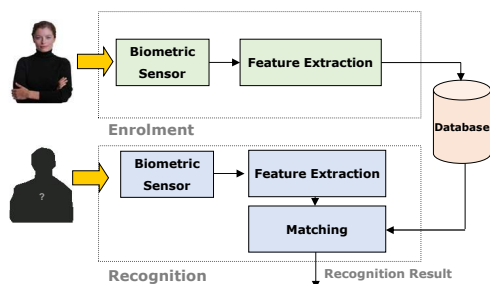 Biometric
Sensor
Feature Extraction
Enrolment
Database
Biometric
Sensor
Feature Extraction
?
Matching
Recognition
Recognition Result